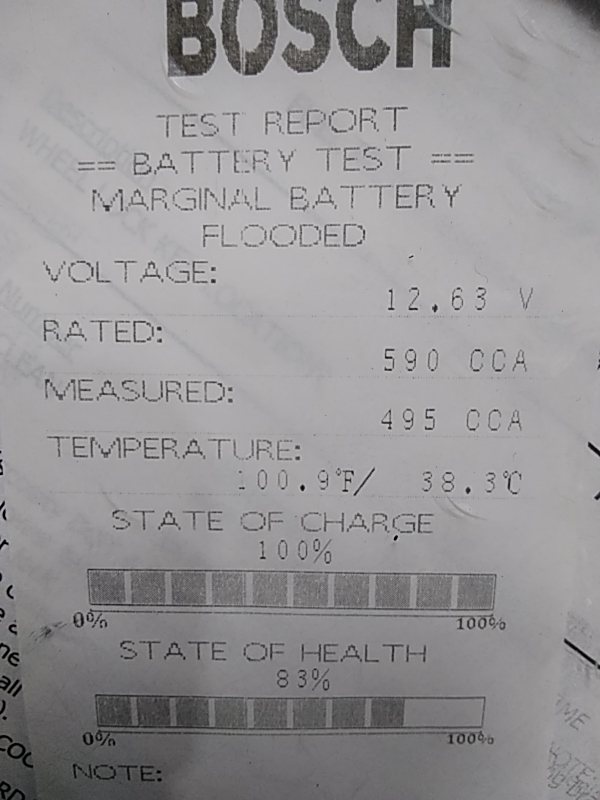 BOSCH
TEST REPORT
== BATTERY TEST ==
MARGINAL BATTERY
FLOODED
VOLTAGE:
12.63 V
RATED:
590 CCA
MEASURED:
495 CCA
TEMPERATURE:
100.9°F/ 38.3℃
STATE OF CHARGE
100%
0% 100%
STATE OF HEALTH
83%
0% 100%
NOTE: